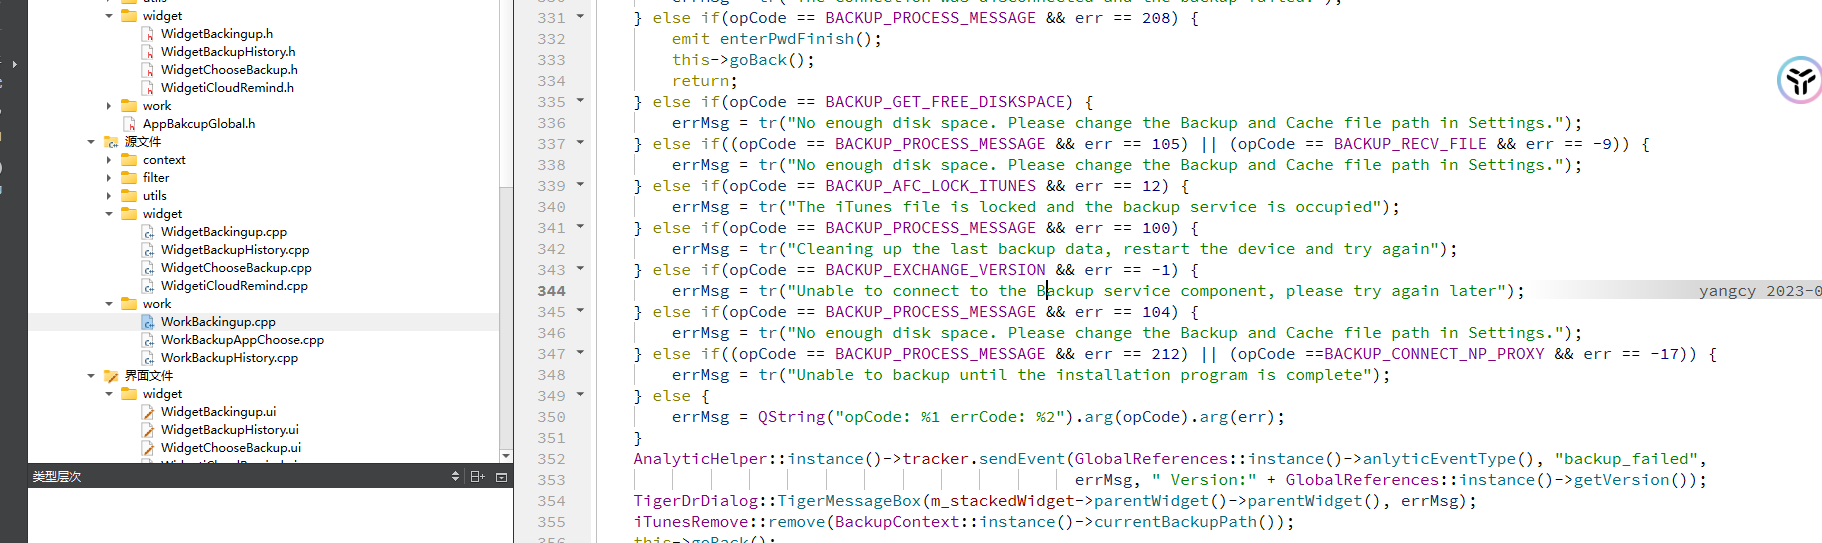 utils
widget
WidgetBackingup.h
WidgetBackupHistory.h
WidgetChooseBackup.h
WidgetiCloudRemind.h
work
AppBakcupGlobal.h
源文件
context
filter
utils
widget
WidgetBackingup.cpp
WidgetBackupHistory.cpp
WidgetChooseBackup.cpp
WidgetiCloudRemind.cpp
work
WorkBackingup.cpp
WorkBackupAppChoose.cpp
WorkBackupHistory.cpp
界面文件
widget
WidgetBackingup.ui
WidgetBackupHistory.ui
WidgetChooseBackup.ui
类型层次
errMsg = tr("The connection was disconnected and the backup failed.");
331 } else if(opCode == BACKUP_PROCESS_MESSAGE && err == 208) {
332 emit enterPwdFinish();
333 this->goBack();
334 return;
335 } else if(opCode == BACKUP_GET_FREE_DISKSPACE) {
336 errMsg = tr("No enough disk space. Please change the Backup and Cache file path in Settings.");
337 } else if((opCode == BACKUP_PROCESS_MESSAGE && err == 105) || (opCode == BACKUP_RECV_FILE && err == -9)) {
338 errMsg = tr("No enough disk space. Please change the Backup and Cache file path in Settings.");
339 } else if(opCode == BACKUP_AFC_LOCK_ITUNES && err == 12) {
340 errMsg = tr("The iTunes file is locked and the backup service is occupied");
341 } else if(opCode == BACKUP_PROCESS_MESSAGE && err == 100) {
342 errMsg = tr("Cleaning up the last backup data, restart the device and try again");
343 } else if(opCode == BACKUP_EXCHANGE_VERSION && err == -1) {
344 errMsg = tr("Unable to connect to the Backup service component, please try again later"); yangcy 2023-0
345 } else if(opCode == BACKUP_PROCESS_MESSAGE && err == 104) {
346 errMsg = tr("No enough disk space. Please change the Backup and Cache file path in Settings.");
347 } else if((opCode == BACKUP_PROCESS_MESSAGE && err == 212) || (opCode ==BACKUP_CONNECT_NP_PROXY && err == -17)) {
348 errMsg = tr("Unable to backup until the installation program is complete");
349 } else {
350 errMsg = QString("opCode: %1 errCode: %2").arg(opCode).arg(err);
351 }
352 AnalyticHelper::instance()->tracker.sendEvent(GlobalReferences::instance()->anlyticEventType(), "backup_failed",
353 errMsg, " Version:" + GlobalReferences::instance()->getVersion());
354 TigerDrDialog::TigerMessageBox(m_stackedWidget->parentWidget()->parentWidget(), errMsg);
355 iTunesRemove::remove(BackupContext::instance()->currentBackupPath());
356 this->goBack();